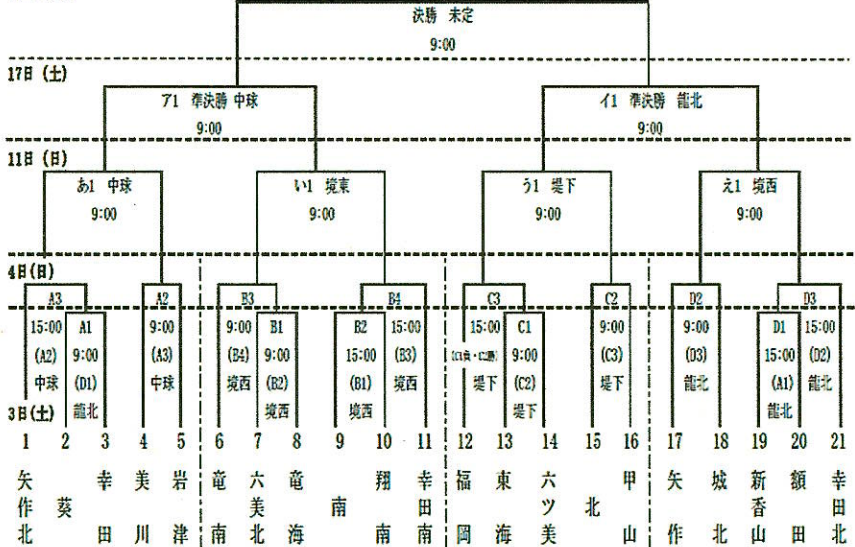 決勝 未定
9:00
17日 (土)
ア1 準決勝 中球
9:00
イ1 準決勝 龍北
9:00
11日 (日)
あ1 中球
9:00
い1 境東
9:00
う1 堤下
9:00
え1 境西
9:00
4日(日)
A3
A2
B3
B4
C3
C2
D2
D3
15:00
(A2)
中球
A1
9:00
(D1)
龍北
9:00
(A3)
中球
9:00
(B4)
境西
B1
9:00
(B2)
境西
B2
15:00
(B1)
境西
15:00
(B3)
境西
15:00
(C1負・C2勝)
堤下
C1
9:00
(C2)
堤下
9:00
(C3)
堤下
9:00
(D3)
龍北
D1
15:00
(A1)
龍北
15:00
(D2)
龍北
3日(土)
1 2 3 4 5 6 7 8 9 10 11 12 13 14 15 16 17 18 19 20 21
矢作北
葵
幸田
美川
岩津
竜南
六美北
竜海
南
翔南
幸田南
福岡
東海
六ツ美
北
甲山
矢作
城北
新香山
額田
幸田北